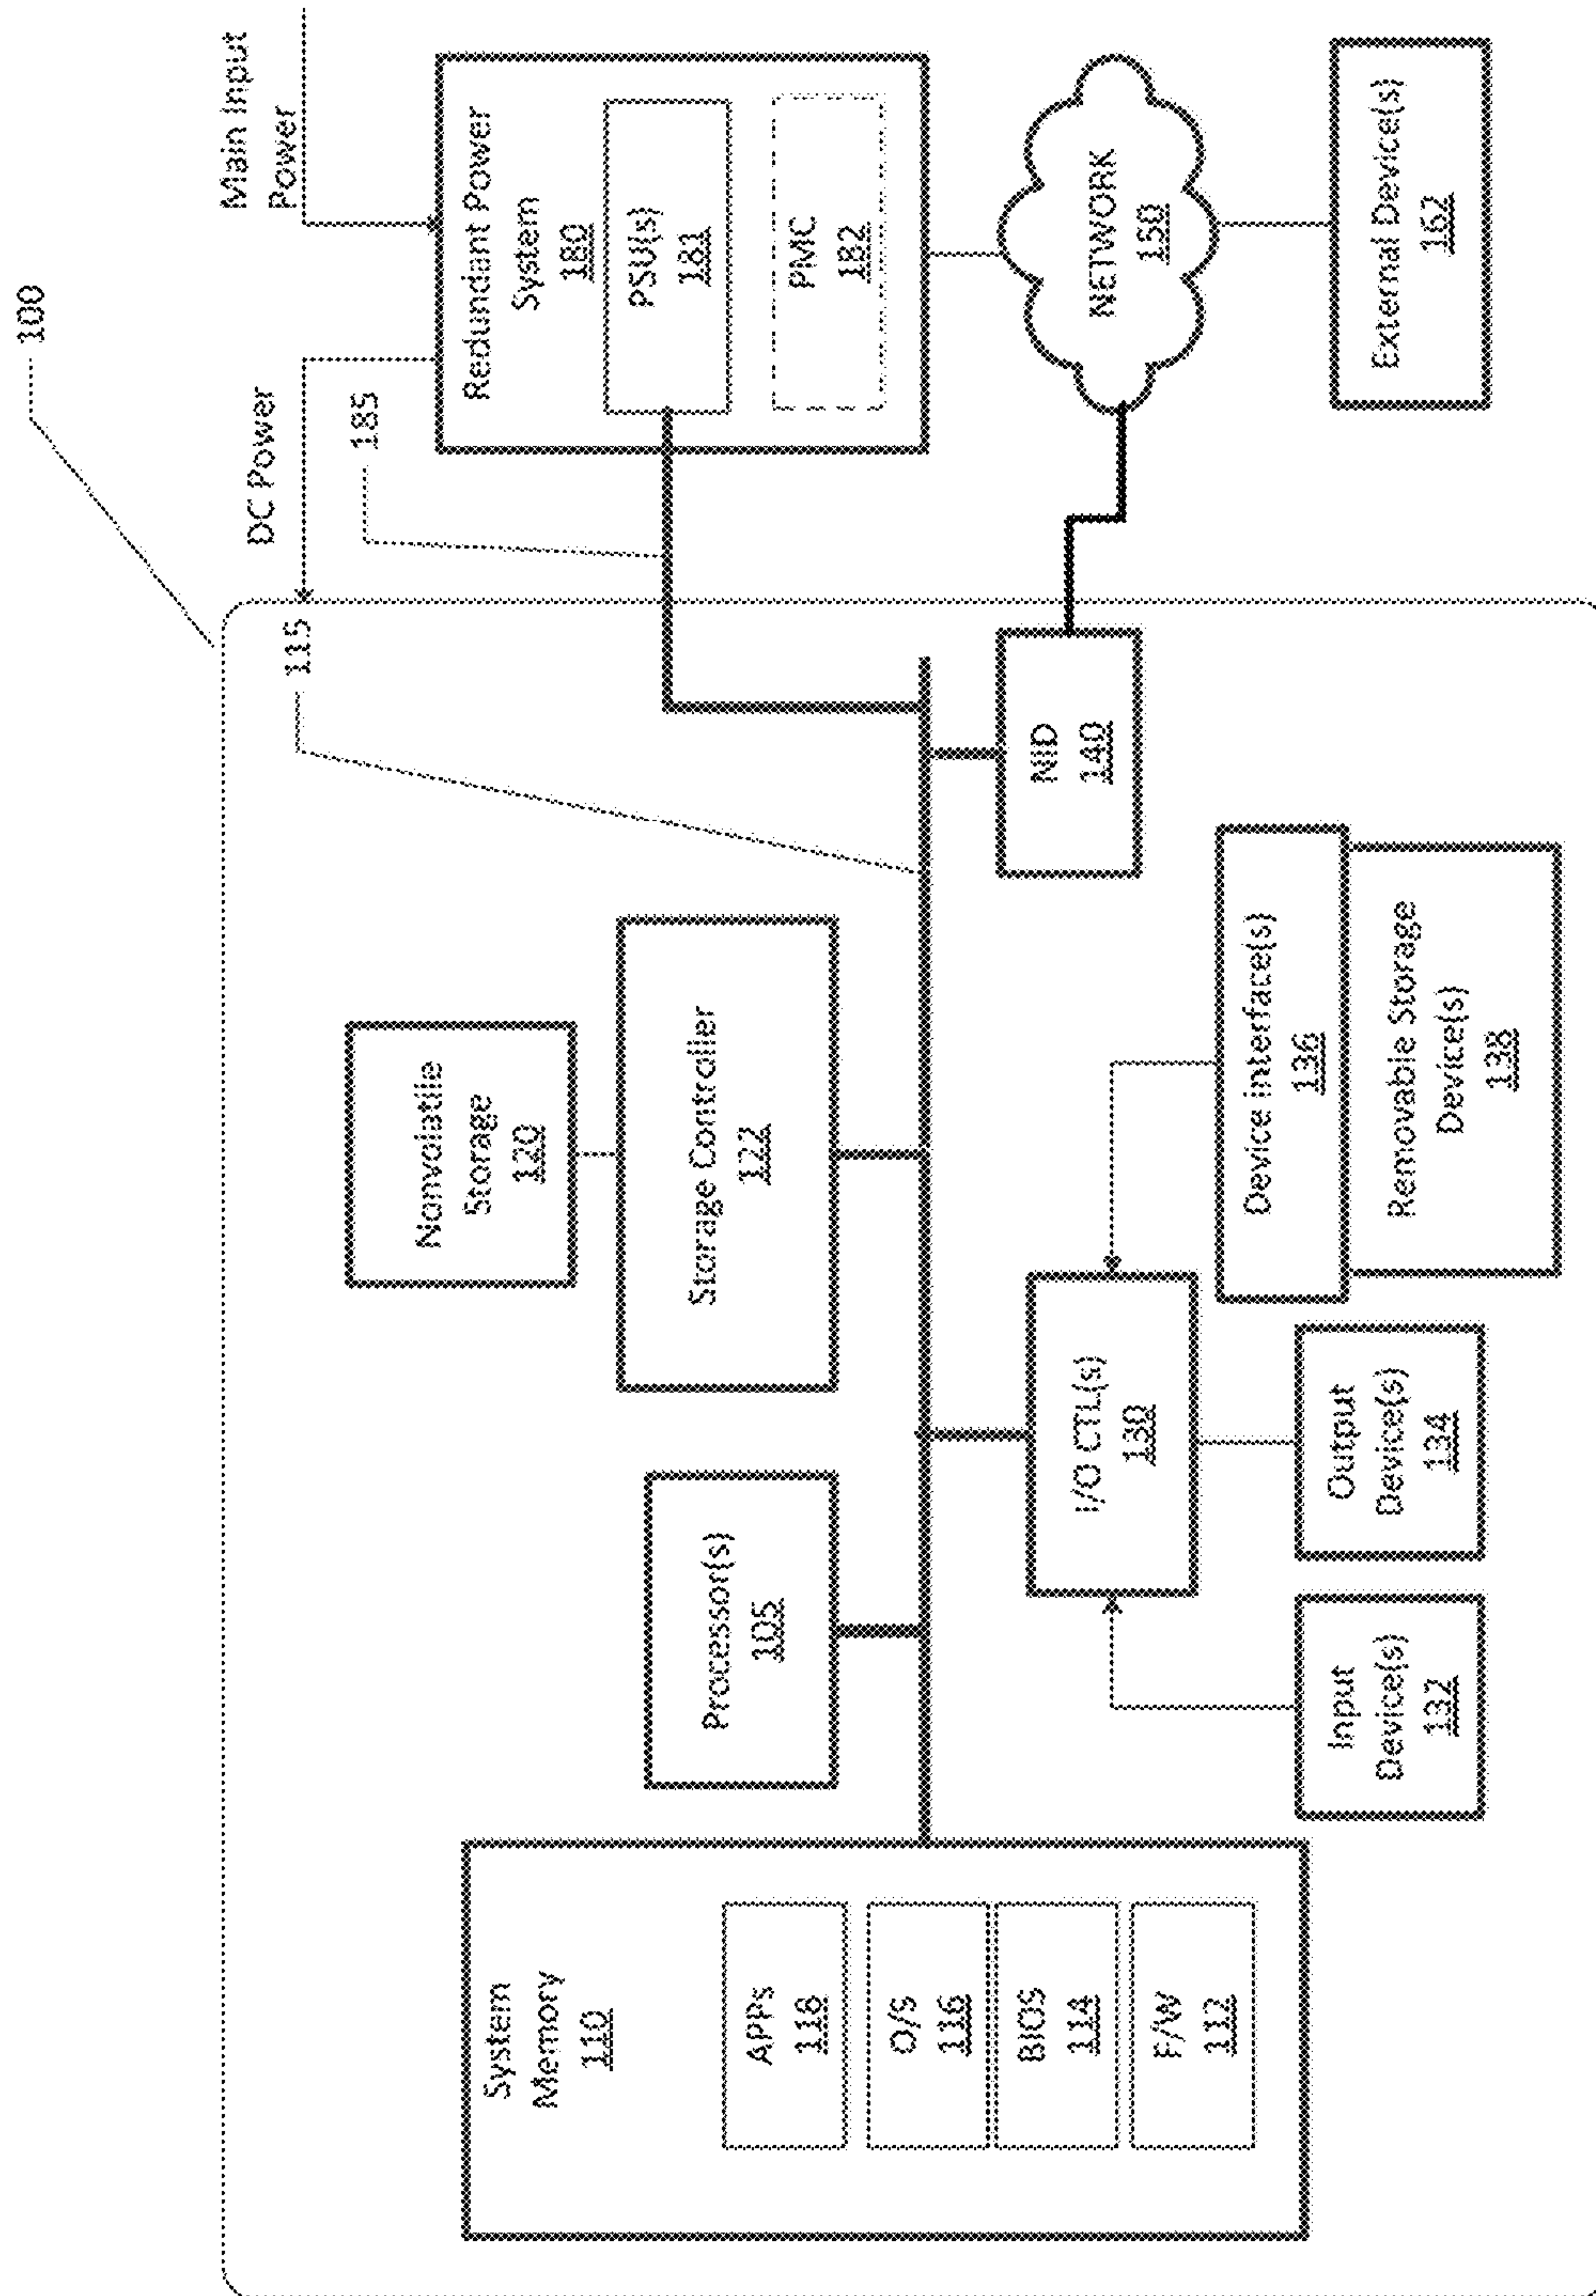 100
Main Input
Power
DC Power
185
115
Redundant Power
System
180
PSU(s)
181
PMC
182
NETWORK
150
External Device(s)
162
Nonvolatile
Storage
120
Storage Controller
122
Processor(s)
105
System
Memory
110
APPs
118
O/S
116
BIOS
114
F/W
112
NID
140
I/O CTL(s)
130
Device Interface(s)
136
Removable Storage
Device(s)
138
Output
Device(s)
134
Input
Device(s)
132